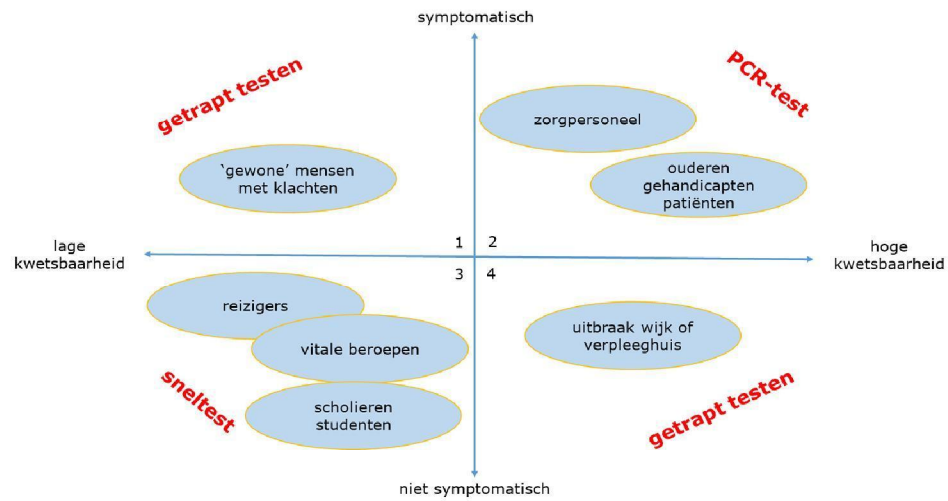 symptomatisch
getrapt testen
PCR-test
zorgpersoneel
‘gewone’ mensen
met klachten
ouderen
gehandicapten
patiënten
lage
kwetsbaarheid
1 2
3 4
hoge
kwetsbaarheid
reizigers
vitale beroepen
scholieren
studenten
sneltest
uitbraak wijk of
verpleeghuis
getrapt testen
niet symptomatisch